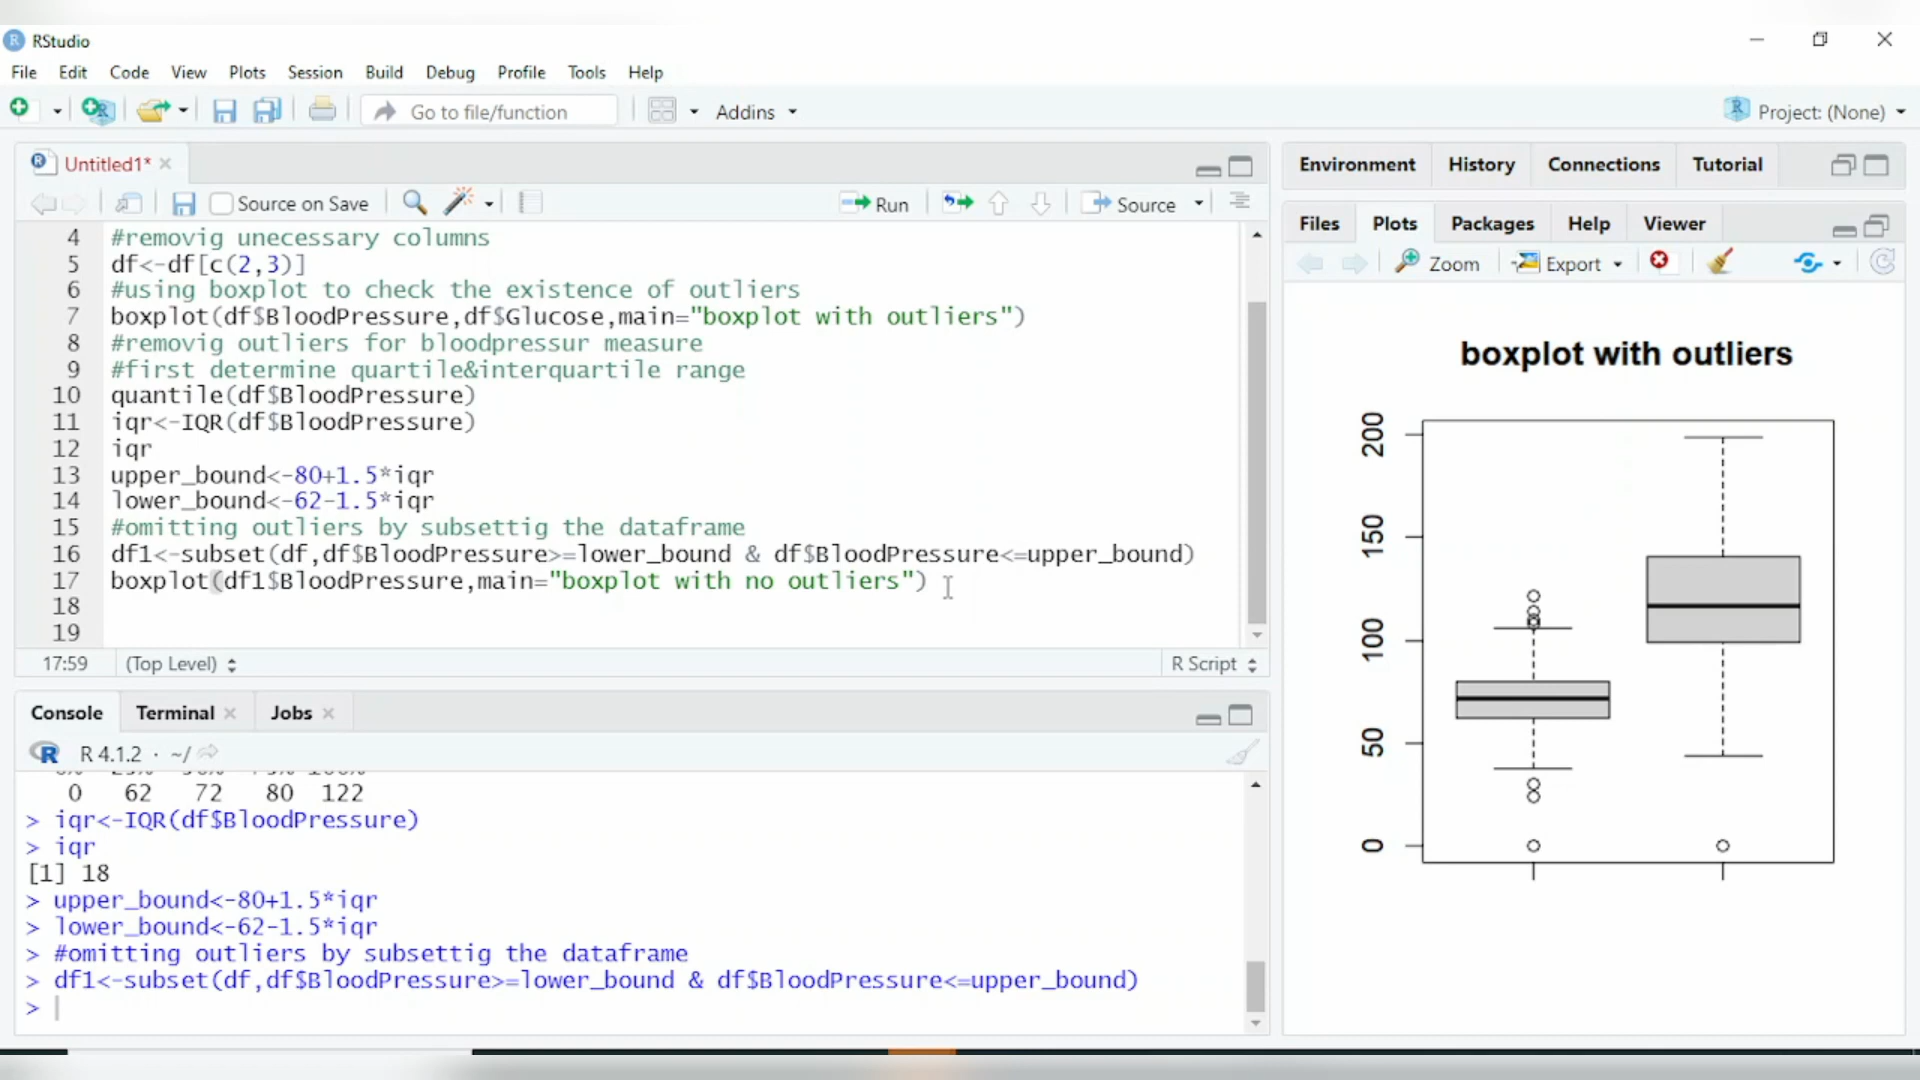 RStudio
File Edit Code View Plots Session Build Debug Profile Tools Help
Go to file/function Addins Project: (None)
Untitled1*
Source on Save Run Source
4 #removig unecessary columns
5 df<-df[c(2,3)]
6 #using boxplot to check the existence of outliers
7 boxplot(df$BloodPressure,df$Glucose,main="boxplot with outliers")
8 #removig outliers for bloodpressur measure
9 #first determine quartile&interquartile range
10 quantile(df$BloodPressure)
11 iqr<-IQR(df$BloodPressure)
12 iqr
13 upper_bound<-80+1.5*iqr
14 lower_bound<-62-1.5*iqr
15 #omitting outliers by subsettig the dataframe
16 df1<-subset(df,df$BloodPressure>=lower_bound & df$BloodPressure<=upper_bound)
17 boxplot(df1$BloodPressure,main="boxplot with no outliers")
18
19
17:59 (Top Level) R Script
Console Terminal Jobs
R 4.1.2 · ~/
0 62 72 80 122
> iqr<-IQR(df$BloodPressure)
> iqr
[1] 18
> upper_bound<-80+1.5*iqr
> lower_bound<-62-1.5*iqr
> #omitting outliers by subsettig the dataframe
> df1<-subset(df,df$BloodPressure>=lower_bound & df$BloodPressure<=upper_bound)
>
Environment History Connections Tutorial
Files Plots Packages Help Viewer
Zoom Export
boxplot with outliers
200
150
100
50
0